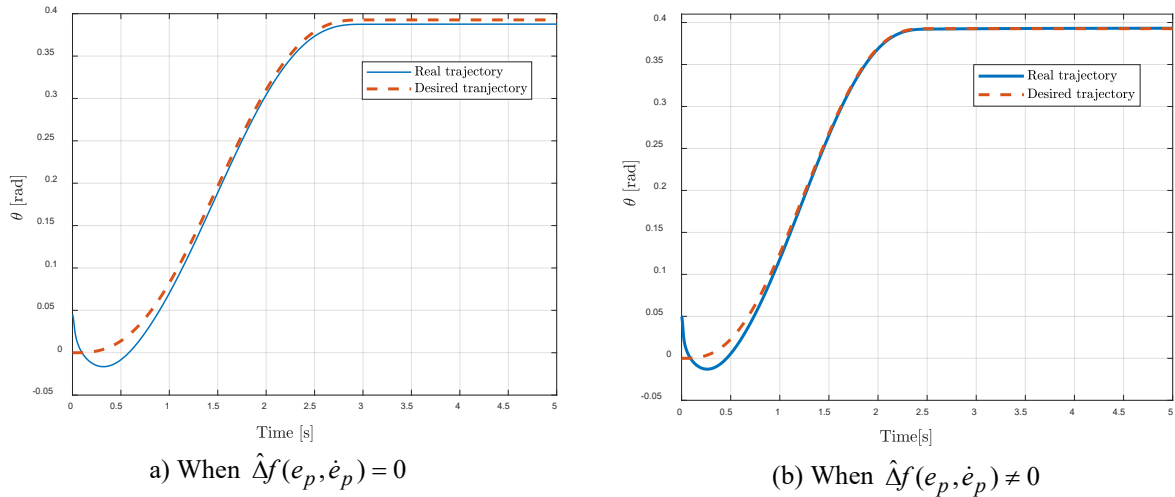 0.4
0.35
0.3
0.25
0.2
0.15
0.1
0.05
0
-0.05
θ [rad]
0 0.5 1 1.5 2 2.5 3 3.5 4 4.5 5
Time [s]
Real trajectory
Desired tranjectory
a) When Δ̂f(e_p, ė_p) = 0
0.4
0.35
0.3
0.25
0.2
0.15
0.1
0.05
0
-0.05
θ [rad]
0 0.5 1 1.5 2 2.5 3 3.5 4 4.5 5
Time[s]
Real trajectory
Desired trajectory
(b) When Δ̂f(e_p, ė_p) ≠ 0